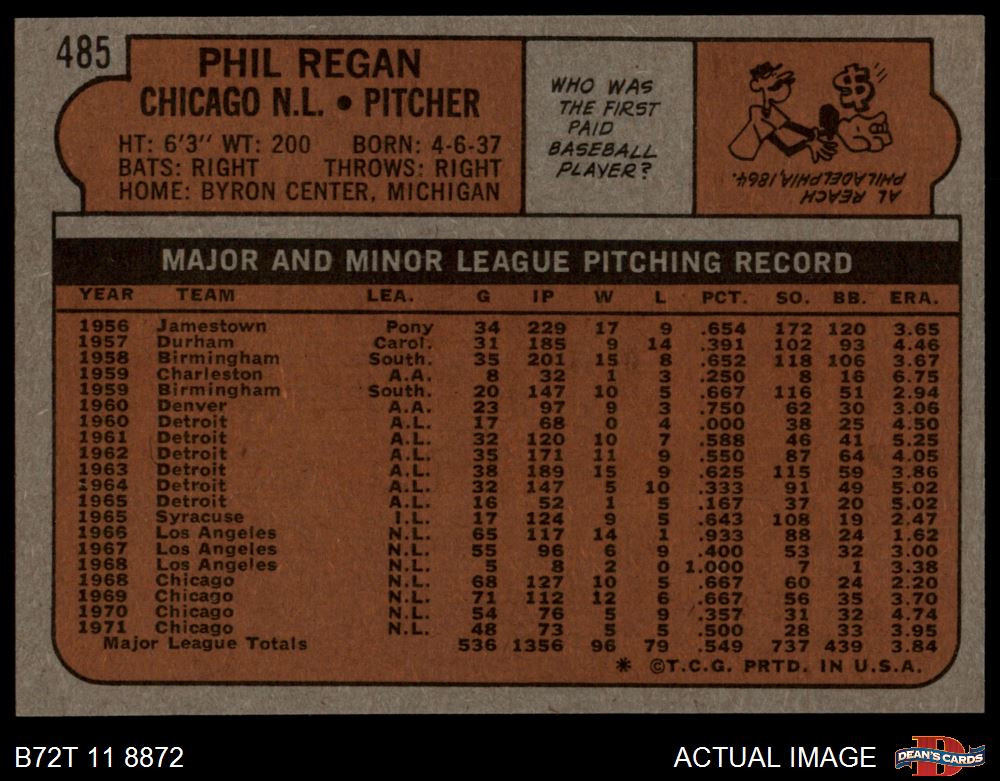 485
PHIL REGAN
CHICAGO N.L. • PITCHER
HT: 6'3" WT: 200 BORN: 4-6-37
BATS: RIGHT THROWS: RIGHT
HOME: BYRON CENTER, MICHIGAN
WHO WAS
THE FIRST
PAID
BASEBALL
PLAYER?
$
AL REACH
PHILADELPHIA, 1864.
MAJOR AND MINOR LEAGUE PITCHING RECORD
YEAR TEAM LEA. G IP W L PCT. SO. BB. ERA.
1956 Jamestown Pony 34 229 17 9 .654 172 120 3.65
1957 Durham Carol. 31 185 9 14 .391 102 93 4.46
1958 Birmingham South. 35 201 15 8 .652 118 106 3.67
1959 Charleston A.A. 8 32 1 3 .250 8 16 6.75
1959 Birmingham South. 20 147 10 5 .667 116 51 2.94
1960 Denver A.A. 23 97 9 3 .750 62 30 3.06
1960 Detroit A.L. 17 68 0 4 .000 38 25 4.50
1961 Detroit A.L. 32 120 10 7 .588 46 41 5.25
1962 Detroit A.L. 35 171 11 9 .550 87 64 4.05
1963 Detroit A.L. 38 189 15 9 .625 115 59 3.86
1964 Detroit A.L. 32 147 5 10 .333 91 49 5.02
1965 Detroit A.L. 16 52 1 5 .167 37 20 5.02
1965 Syracuse I.L. 17 124 9 5 .643 108 19 2.47
1966 Los Angeles N.L. 65 117 14 1 .933 88 24 1.62
1967 Los Angeles N.L. 55 96 6 9 .400 53 32 3.00
1968 Los Angeles N.L. 5 8 2 0 1.000 7 1 3.38
1968 Chicago N.L. 68 127 10 5 .667 60 24 2.20
1969 Chicago N.L. 71 112 12 6 .667 56 35 3.70
1970 Chicago N.L. 54 76 5 9 .357 31 32 4.74
1971 Chicago N.L. 48 73 5 5 .500 28 33 3.95
Major League Totals 536 1356 96 79 .549 737 439 3.84
* ©T.C.G. PRTD. IN U.S.A.
B72T 11 8872
ACTUAL IMAGE
D
DEAN'S CARDS